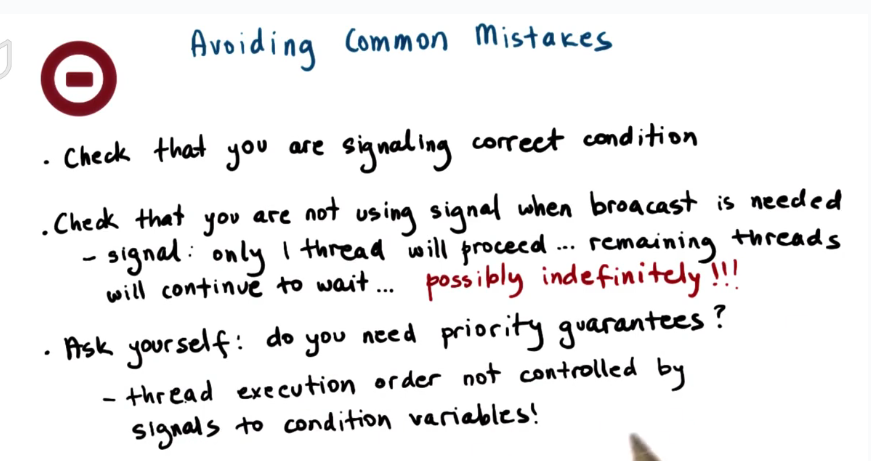 Avoiding Common Mistakes
. Check that you are signaling correct condition
. Check that you are not using signal when broacast is needed
- signal: only 1 thread will proceed ... remaining threads
will continue to wait ... possibly indefinitely!!!
. Ask yourself: do you need priority guarantees?
- thread execution order not controlled by
signals to condition variables!